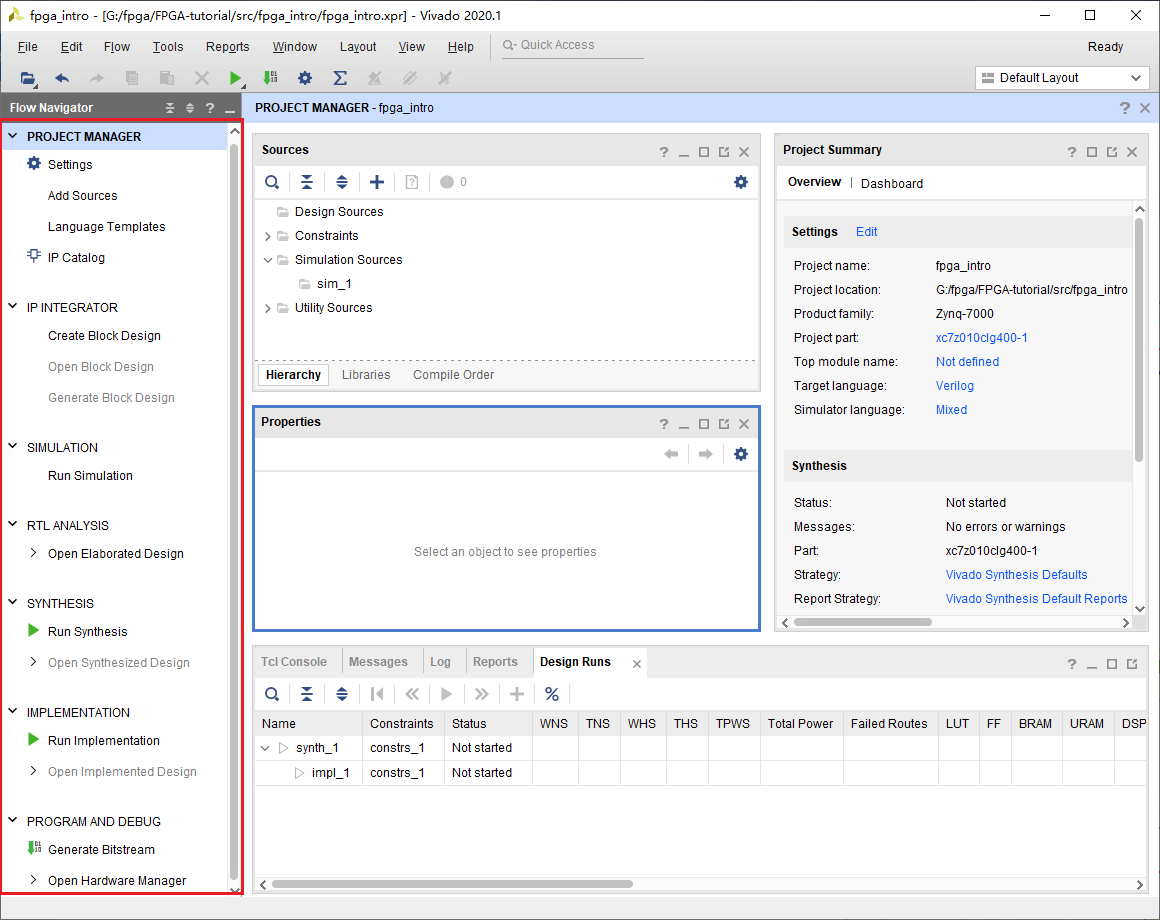 fpga_intro - [G:/fpga/FPGA-tutorial/src/fpga_intro/fpga_intro.xpr] - Vivado 2020.1
File Edit Flow Tools Reports Window Layout View Help Quick Access Ready
Default Layout
Flow Navigator
PROJECT MANAGER
Settings
Add Sources
Language Templates
IP Catalog
IP INTEGRATOR
Create Block Design
Open Block Design
Generate Block Design
SIMULATION
Run Simulation
RTL ANALYSIS
Open Elaborated Design
SYNTHESIS
Run Synthesis
Open Synthesized Design
IMPLEMENTATION
Run Implementation
Open Implemented Design
PROGRAM AND DEBUG
Generate Bitstream
Open Hardware Manager
PROJECT MANAGER - fpga_intro
Sources
0
Design Sources
Constraints
Simulation Sources
sim_1
Utility Sources
Hierarchy Libraries Compile Order
Properties
Select an object to see properties
Project Summary
Overview | Dashboard
Settings Edit
Project name: fpga_intro
Project location: G:/fpga/FPGA-tutorial/src/fpga_intro
Product family: Zynq-7000
Project part: xc7z010clg400-1
Top module name: Not defined
Target language: Verilog
Simulator language: Mixed
Synthesis
Status: Not started
Messages: No errors or warnings
Part: xc7z010clg400-1
Strategy: Vivado Synthesis Defaults
Report Strategy: Vivado Synthesis Default Reports
Tcl Console Messages Log Reports Design Runs
Name Constraints Status WNS TNS WHS THS TPWS Total Power Failed Routes LUT FF BRAM URAM DSP
synth_1 constrs_1 Not started
impl_1 constrs_1 Not started